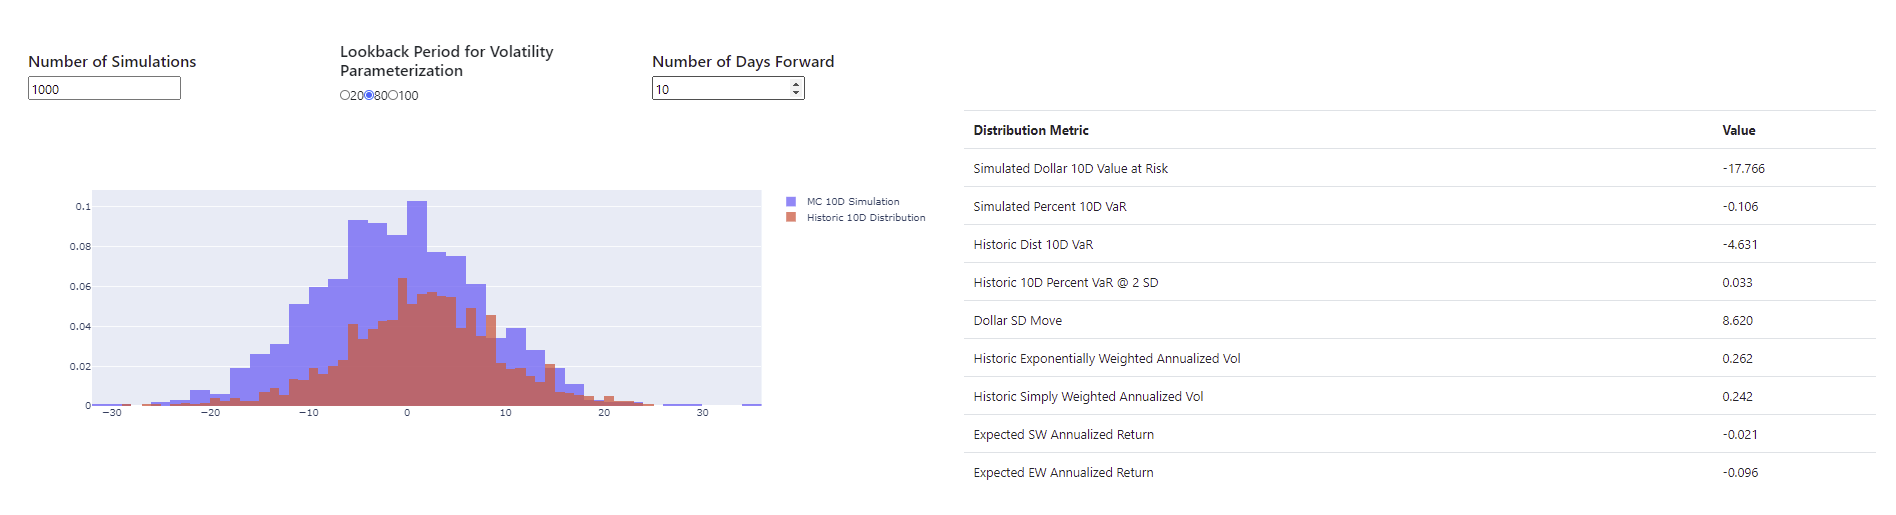 Number of Simulations
1000
Lookback Period for Volatility
Parameterization
20 80 100
Number of Days Forward
10
0.1
0.08
0.06
0.04
0.02
0
−30 −20 −10 0 10 20 30
MC 10D Simulation
Historic 10D Distribution
Distribution Metric Value
Simulated Dollar 10D Value at Risk -17.766
Simulated Percent 10D VaR -0.106
Historic Dist 10D VaR -4.631
Historic 10D Percent VaR @ 2 SD 0.033
Dollar SD Move 8.620
Historic Exponentially Weighted Annualized Vol 0.262
Historic Simply Weighted Annualized Vol 0.242
Expected SW Annualized Return -0.021
Expected EW Annualized Return -0.096